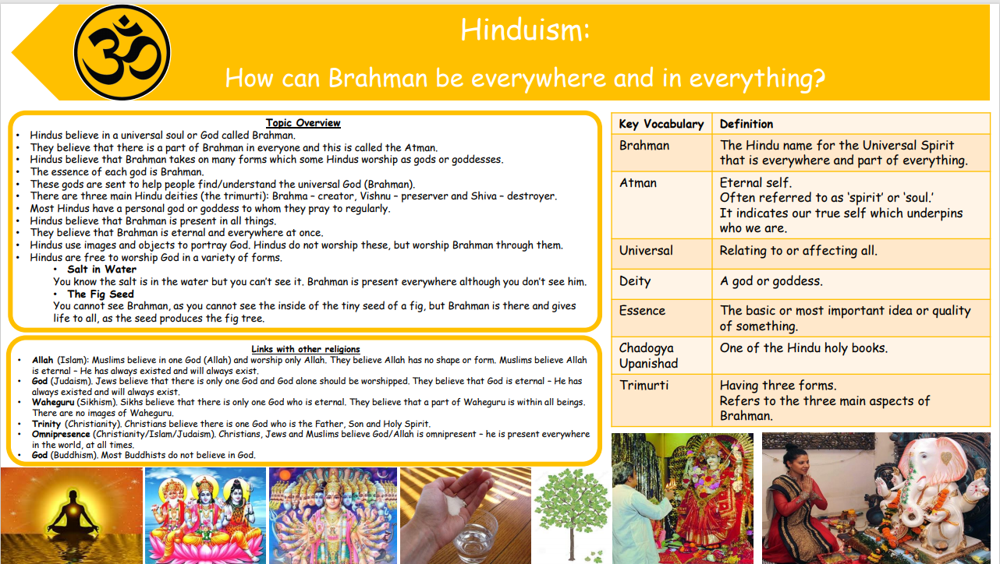 ॐ
Hinduism:
How can Brahman be everywhere and in everything?
Topic Overview
• Hindus believe in a universal soul or God called Brahman.
• They believe that there is a part of Brahman in everyone and this is called the Atman.
• Hindus believe that Brahman takes on many forms which some Hindus worship as gods or goddesses.
• The essence of each god is Brahman.
• These gods are sent to help people find/understand the universal God (Brahman).
• There are three main Hindu deities (the trimurti): Brahma – creator, Vishnu – preserver and Shiva – destroyer.
• Most Hindus have a personal god or goddess to whom they pray to regularly.
• Hindus believe that Brahman is present in all things.
• They believe that Brahman is eternal and everywhere at once.
• Hindus use images and objects to portray God. Hindus do not worship these, but worship Brahman through them.
• Hindus are free to worship God in a variety of forms.
• Salt in Water
You know the salt is in the water but you can’t see it. Brahman is present everywhere although you don’t see him.
• The Fig Seed
You cannot see Brahman, as you cannot see the inside of the tiny seed of a fig, but Brahman is there and gives
life to all, as the seed produces the fig tree.
Links with other religions
• Allah (Islam): Muslims believe in one God (Allah) and worship only Allah. They believe Allah has no shape or form. Muslims believe Allah
is eternal – He has always existed and will always exist.
• God (Judaism). Jews believe that there is only one God and God alone should be worshipped. They believe that God is eternal – He has
always existed and will always exist.
• Waheguru (Sikhism). Sikhs believe that there is only one God who is eternal. They believe that a part of Waheguru is within all beings.
There are no images of Waheguru.
• Trinity (Christianity). Christians believe there is one God who is the Father, Son and Holy Spirit.
• Omnipresence (Christianity/Islam/Judaism). Christians, Jews and Muslims believe God/Allah is omnipresent – he is present everywhere
in the world, at all times.
• God (Buddhism). Most Buddhists do not believe in God.
Key Vocabulary Definition
Brahman The Hindu name for the Universal Spirit
that is everywhere and part of everything.
Atman Eternal self.
Often referred to as ‘spirit’ or ‘soul.’
It indicates our true self which underpins
who we are.
Universal Relating to or affecting all.
Deity A god or goddess.
Essence The basic or most important idea or quality
of something.
Chadogya One of the Hindu holy books.
Upanishad
Trimurti Having three forms.
Refers to the three main aspects of
Brahman.